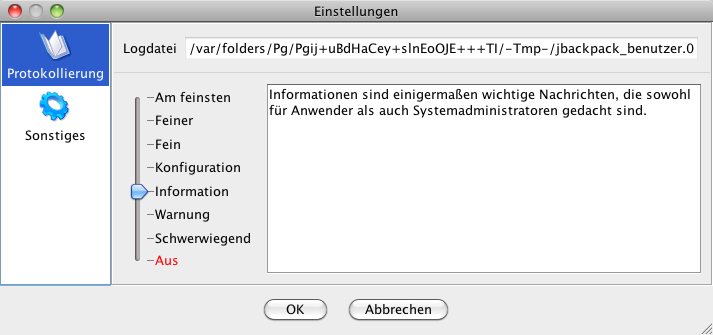 Einstellungen
Protokollierung
Sonstiges
Logdatei /var/folders/Pg/Pgij+uBdHaCey+slnEoOJE+++TI/-Tmp-/jbackpack_benutzer.0
Am feinsten
Feiner
Fein
Konfiguration
Information
Warnung
Schwerwiegend
Aus
Informationen sind einigermaßen wichtige Nachrichten, die sowohl
für Anwender als auch Systemadministratoren gedacht sind.
OK
Abbrechen